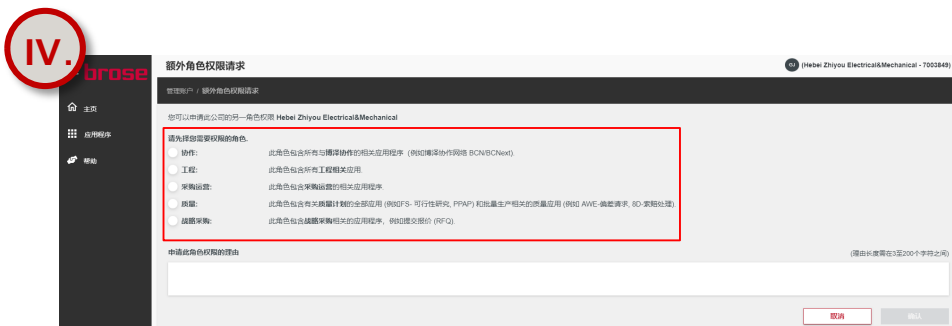 IV.
brose
额外角色权限请求
GJ (Hebei Zhiyou Electrical&Mechanical - 7003849)
管理账户 / 额外角色权限请求
主页
应用程序
帮助
您可以申请此公司的另一角色权限 Hebei Zhiyou Electrical&Mechanical
请先择您需要权限的角色.
协作: 此角色包含所有与博泽协作的相关应用程序 (例如博泽协作网络 BCN/BCNext).
工程: 此角色包含所有工程相关应用
采购运营: 此角色包含采购运营的相关应用程序.
质量: 此角色包含有关质量计划的全部应用 (例如FS- 可行性研究, PPAP) 和批量生产相关的质量应用 (例如 AWE-偏差请求, 8D-索赔处理).
战略采购: 此角色包含战略采购相关的应用程序，例如提交报价 (RFQ).
申请此角色权限的理由 (理由长度需在3至200个字符之间)
取消 确认